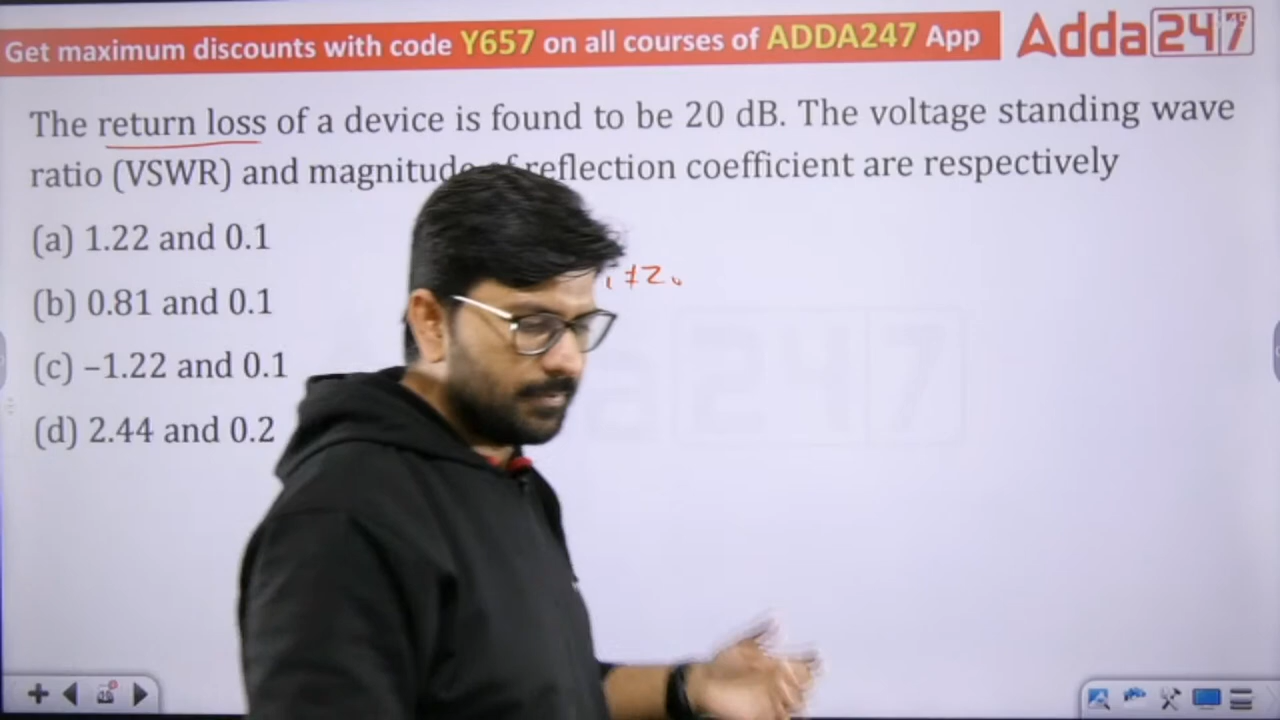 Get maximum discounts with code Y657 on all courses of ADDA247 App
Adda247
The return loss of a device is found to be 20 dB. The voltage standing wave
ratio (VSWR) and magnitude of reflection coefficient are respectively
(a) 1.22 and 0.1
(b) 0.81 and 0.1
(c) –1.22 and 0.1
(d) 2.44 and 0.2